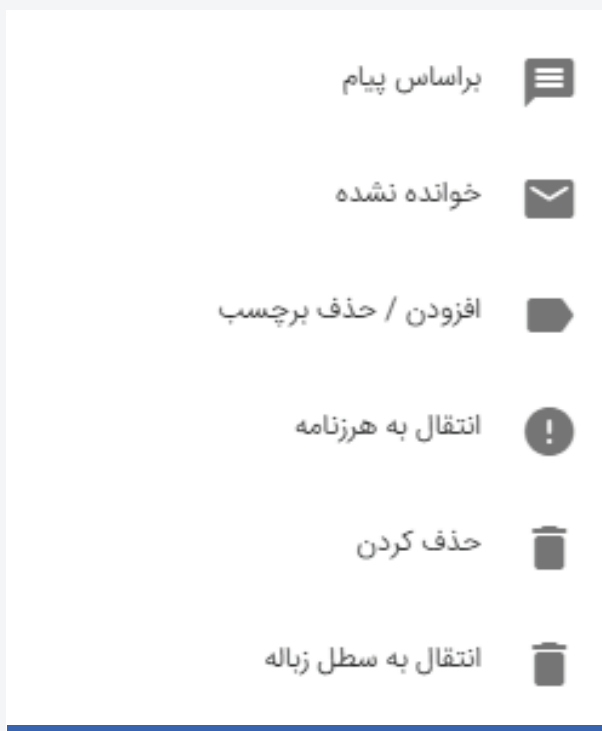 براساس پیام
خوانده نشده
افزودن / حذف برچسب
انتقال به هرزنامه
حذف کردن
انتقال به سطل زباله